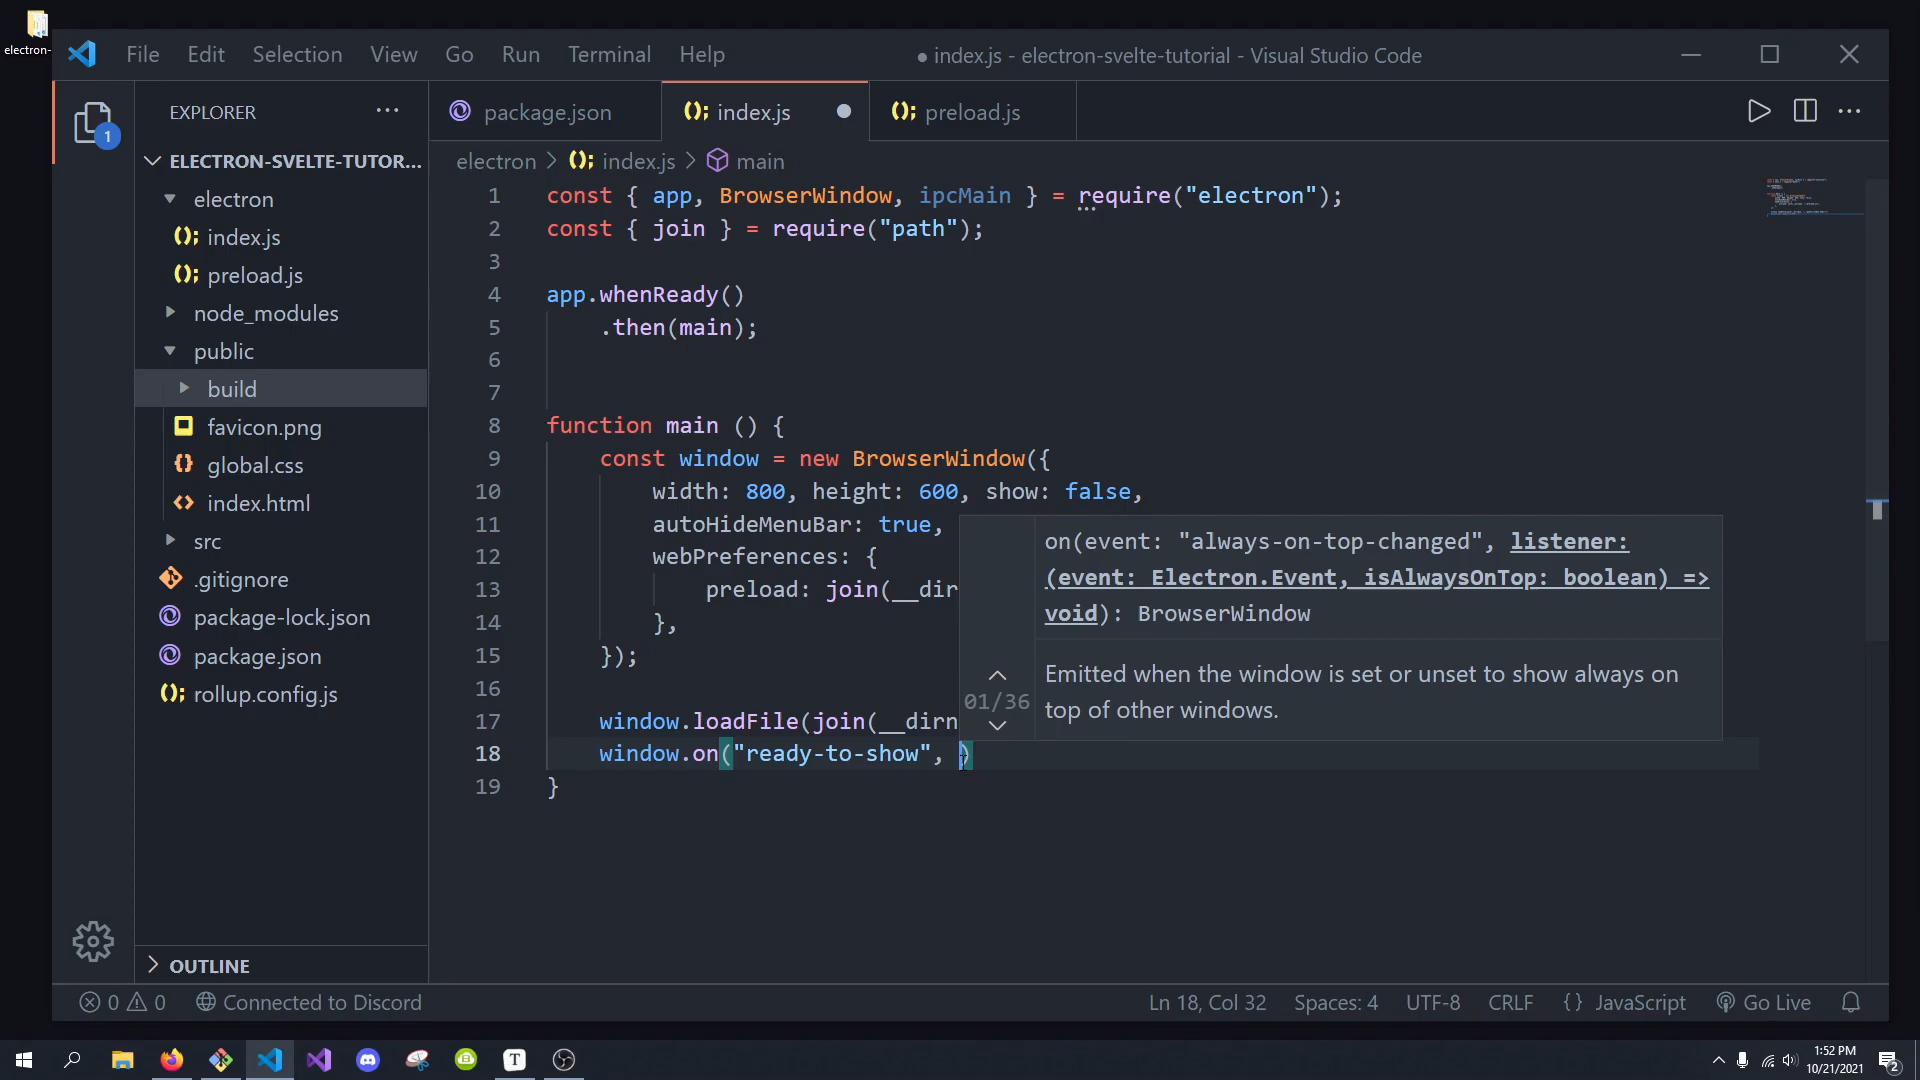 electron-
File Edit Selection View Go Run Terminal Help
● index.js - electron-svelte-tutorial - Visual Studio Code
1
EXPLORER
ELECTRON-SVELTE-TUTOR...
electron
index.js
preload.js
node_modules
public
build
favicon.png
global.css
index.html
src
.gitignore
package-lock.json
package.json
rollup.config.js
OUTLINE
package.json
index.js
preload.js
electron > index.js > main
1 const { app, BrowserWindow, ipcMain } = require("electron");
2 const { join } = require("path");
3
4 app.whenReady()
5 .then(main);
6
7
8 function main () {
9 const window = new BrowserWindow({
10 width: 800, height: 600, show: false,
11 autoHideMenuBar: true,
12 webPreferences: {
13 preload: join(__dir
14 },
15 });
16
17 window.loadFile(join(__dirn
18 window.on("ready-to-show", )
19 }
on(event: "always-on-top-changed", listener:
(event: Electron.Event, isAlwaysOnTop: boolean) =>
void): BrowserWindow
01/36
Emitted when the window is set or unset to show always on
top of other windows.
0 0 Connected to Discord
Ln 18, Col 32 Spaces: 4 UTF-8 CRLF { } JavaScript Go Live
T
1:52 PM
10/21/2021
2